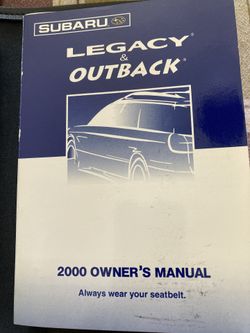 SUBARU
LEGACY®
&
OUTBACK®
2000 OWNER'S MANUAL
Always wear your seatbelt.